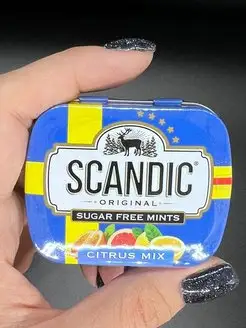 SCANDIC®
ORIGINAL
SUGAR FREE MINTS
CITRUS MIX